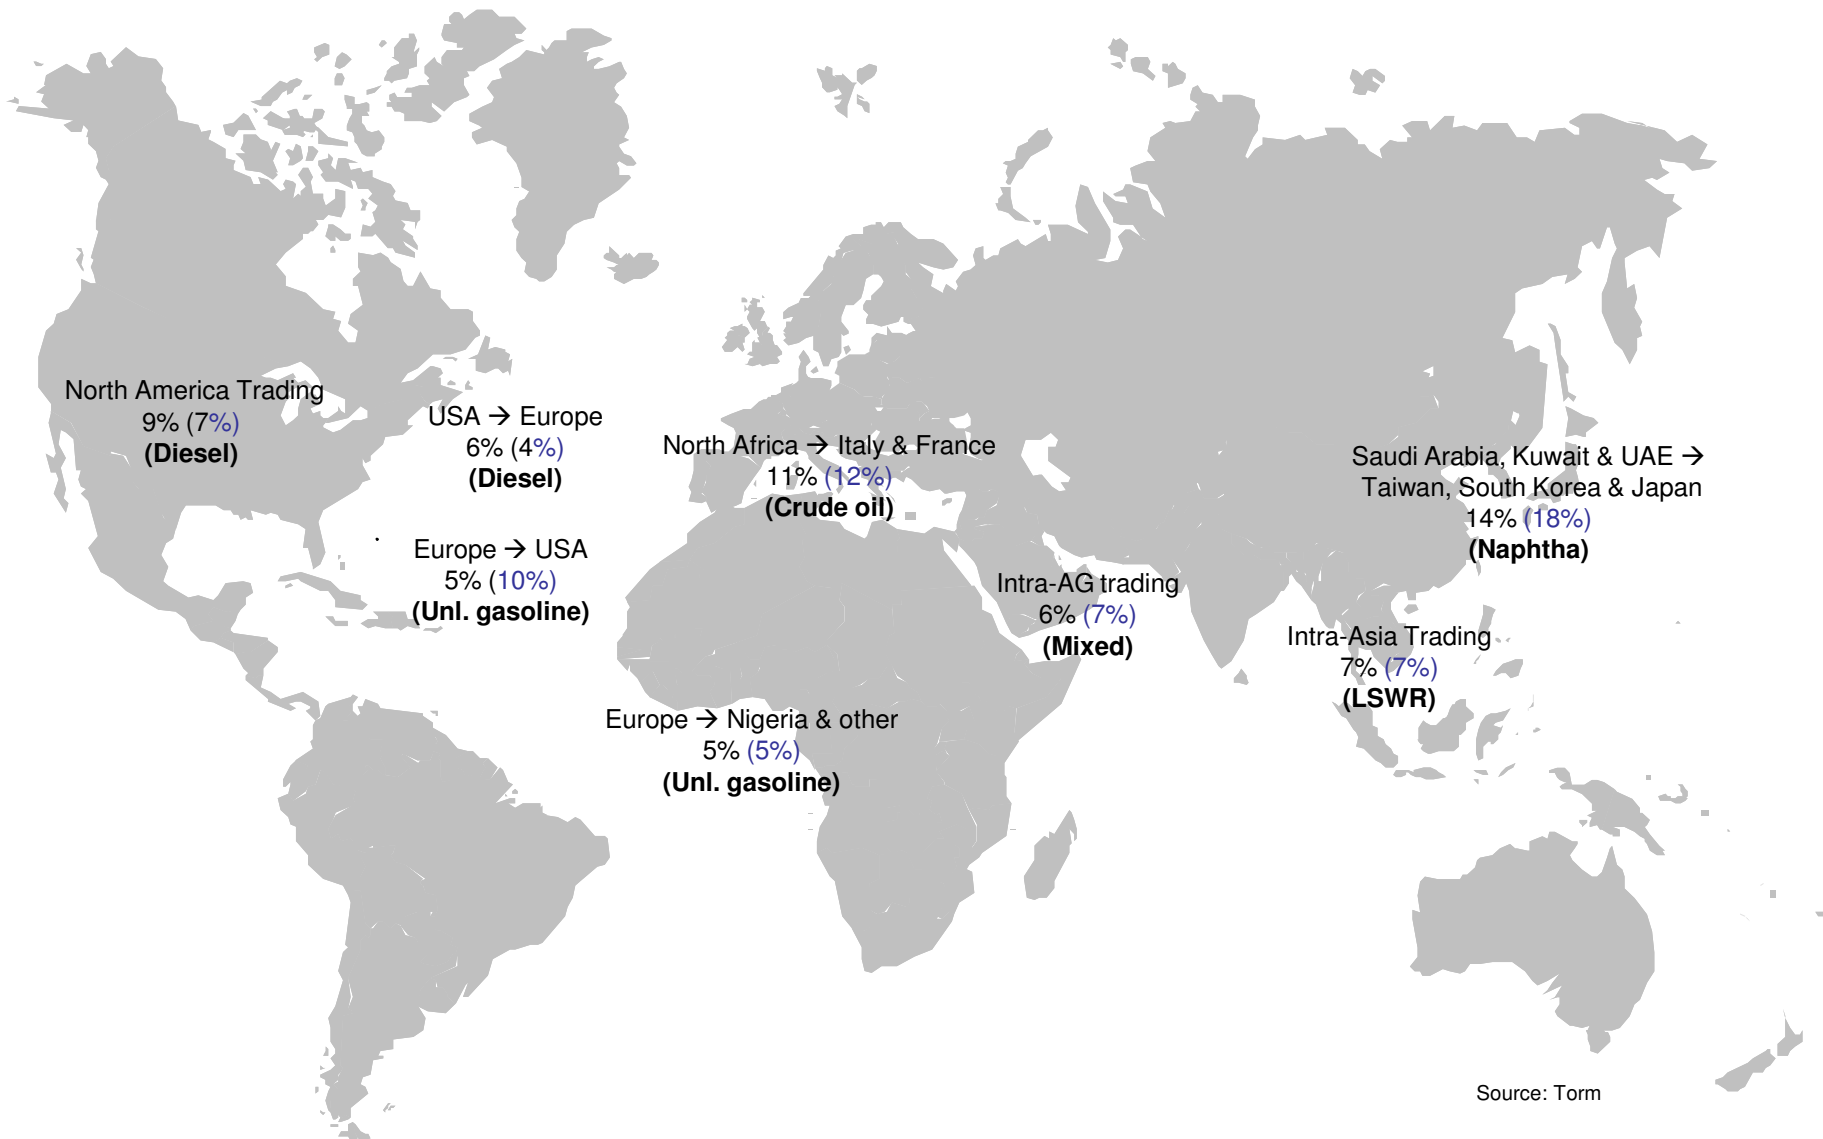 North America Trading
9% (7%)
(Diesel)
USA → Europe
6% (4%)
(Diesel)
North Africa → Italy & France
11% (12%)
(Crude oil)
Saudi Arabia, Kuwait & UAE →
Taiwan, South Korea & Japan
14% (18%)
(Naphtha)
Europe → USA
5% (10%)
(Unl. gasoline)
Intra-AG trading
6% (7%)
(Mixed)
Intra-Asia Trading
7% (7%)
(LSWR)
Europe → Nigeria & other
5% (5%)
(Unl. gasoline)
Source: Torm